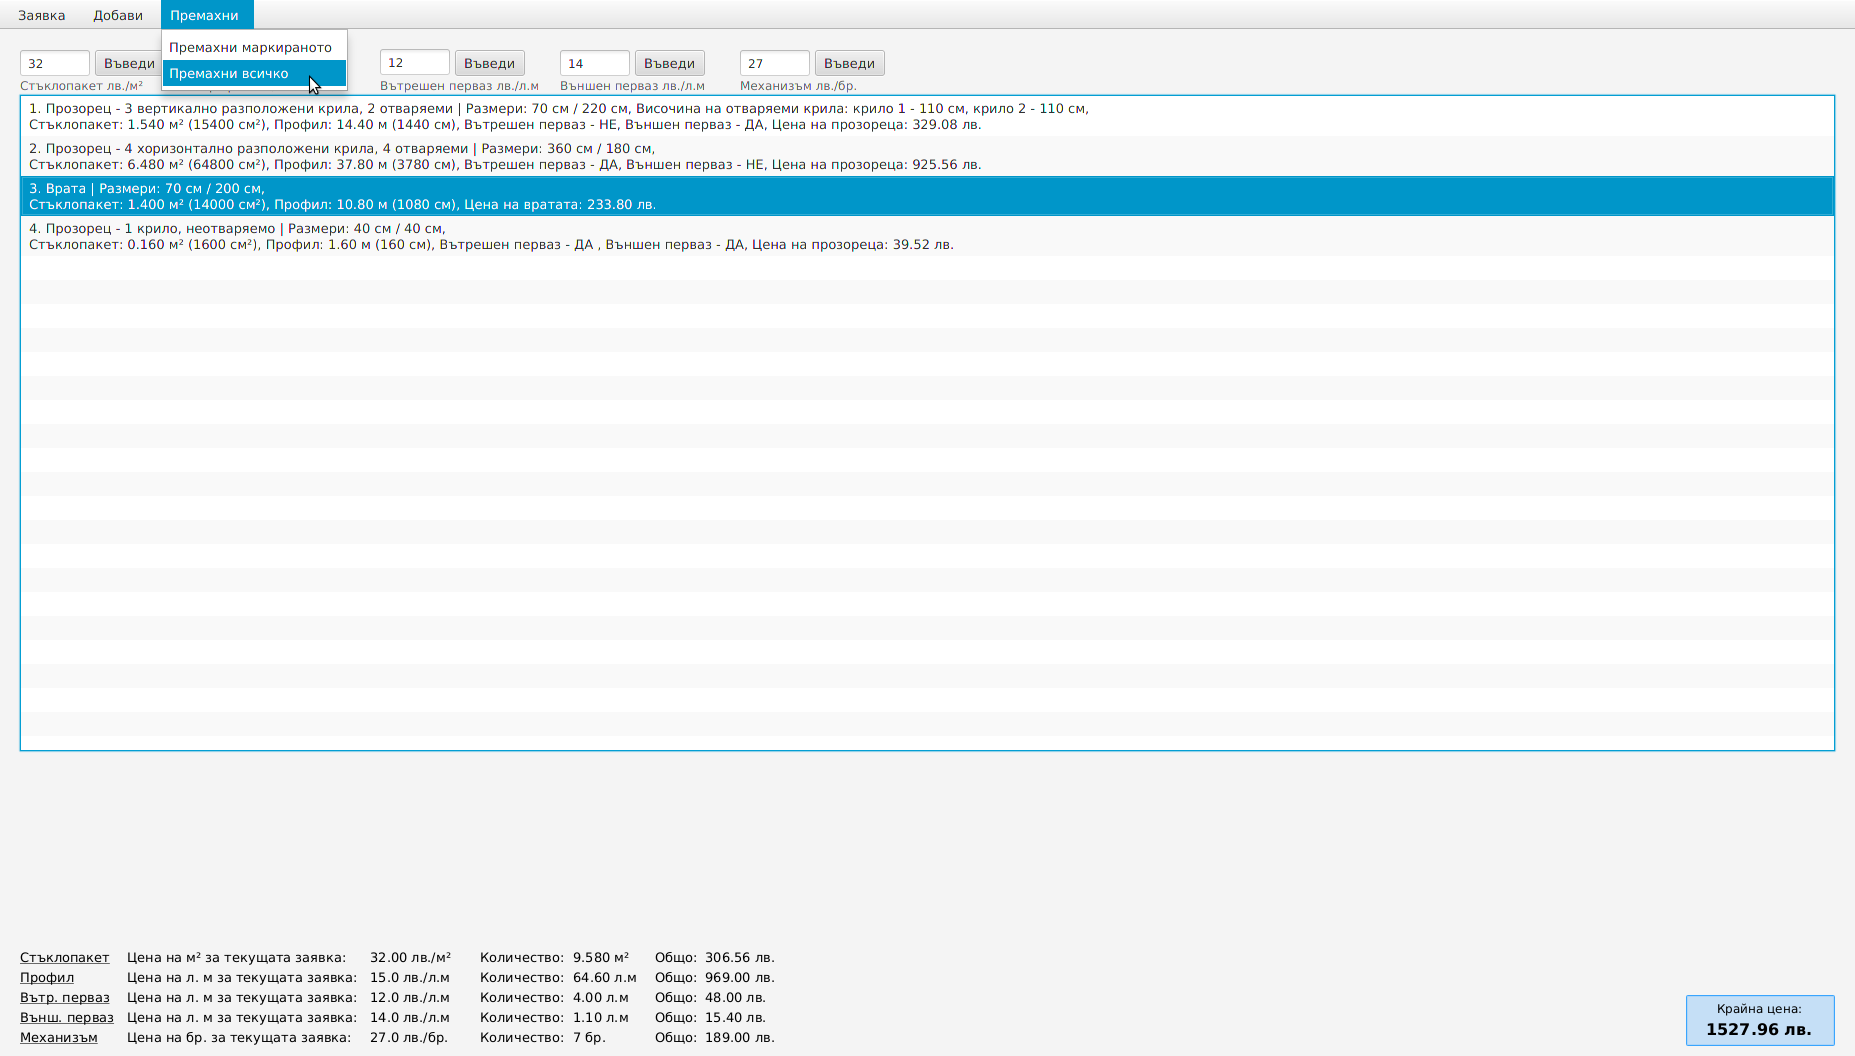 Заявка Добави Премахни
Премахни маркираното
Премахни всичко
32 Въведи 12 Въведи 14 Въведи 27 Въведи
Стъклопакет лв./м² Вътрешен перваз лв./л.м Външен перваз лв./л.м Механизъм лв./бр.
1. Прозорец - 3 вертикално разположени крила, 2 отваряеми | Размери: 70 см / 220 см, Височина на отваряеми крила: крило 1 - 110 см, крило 2 - 110 см,
Стъклопакет: 1.540 м² (15400 см²), Профил: 14.40 м (1440 см), Вътрешен перваз - НЕ, Външен перваз - ДА, Цена на прозореца: 329.08 лв.
2. Прозорец - 4 хоризонтално разположени крила, 4 отваряеми | Размери: 360 см / 180 см,
Стъклопакет: 6.480 м² (64800 см²), Профил: 37.80 м (3780 см), Вътрешен перваз - ДА, Външен перваз - НЕ, Цена на прозореца: 925.56 лв.
3. Врата | Размери: 70 см / 200 см,
Стъклопакет: 1.400 м² (14000 см²), Профил: 10.80 м (1080 см), Цена на вратата: 233.80 лв.
4. Прозорец - 1 крило, неотваряемо | Размери: 40 см / 40 см,
Стъклопакет: 0.160 м² (1600 см²), Профил: 1.60 м (160 см), Вътрешен перваз - ДА , Външен перваз - ДА, Цена на прозореца: 39.52 лв.
Стъклопакет Цена на м² за текущата заявка: 32.00 лв./м² Количество: 9.580 м² Общо: 306.56 лв.
Профил Цена на л. м за текущата заявка: 15.0 лв./л.м Количество: 64.60 л.м Общо: 969.00 лв.
Вътр. перваз Цена на л. м за текущата заявка: 12.0 лв./л.м Количество: 4.00 л.м Общо: 48.00 лв.
Външ. перваз Цена на л. м за текущата заявка: 14.0 лв./л.м Количество: 1.10 л.м Общо: 15.40 лв.
Механизъм Цена на бр. за текущата заявка: 27.0 лв./бр. Количество: 7 бр. Общо: 189.00 лв.
Крайна цена:
1527.96 лв.